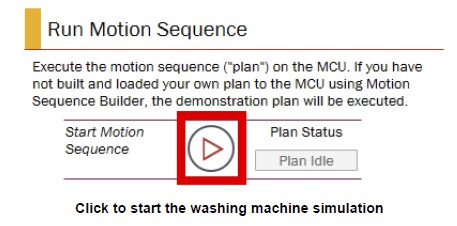 Run Motion Sequence
Execute the motion sequence ("plan") on the MCU. If you have
not built and loaded your own plan to the MCU using Motion
Sequence Builder, the demonstration plan will be executed.
Start Motion
Sequence
Plan Status
Plan Idle
Click to start the washing machine simulation